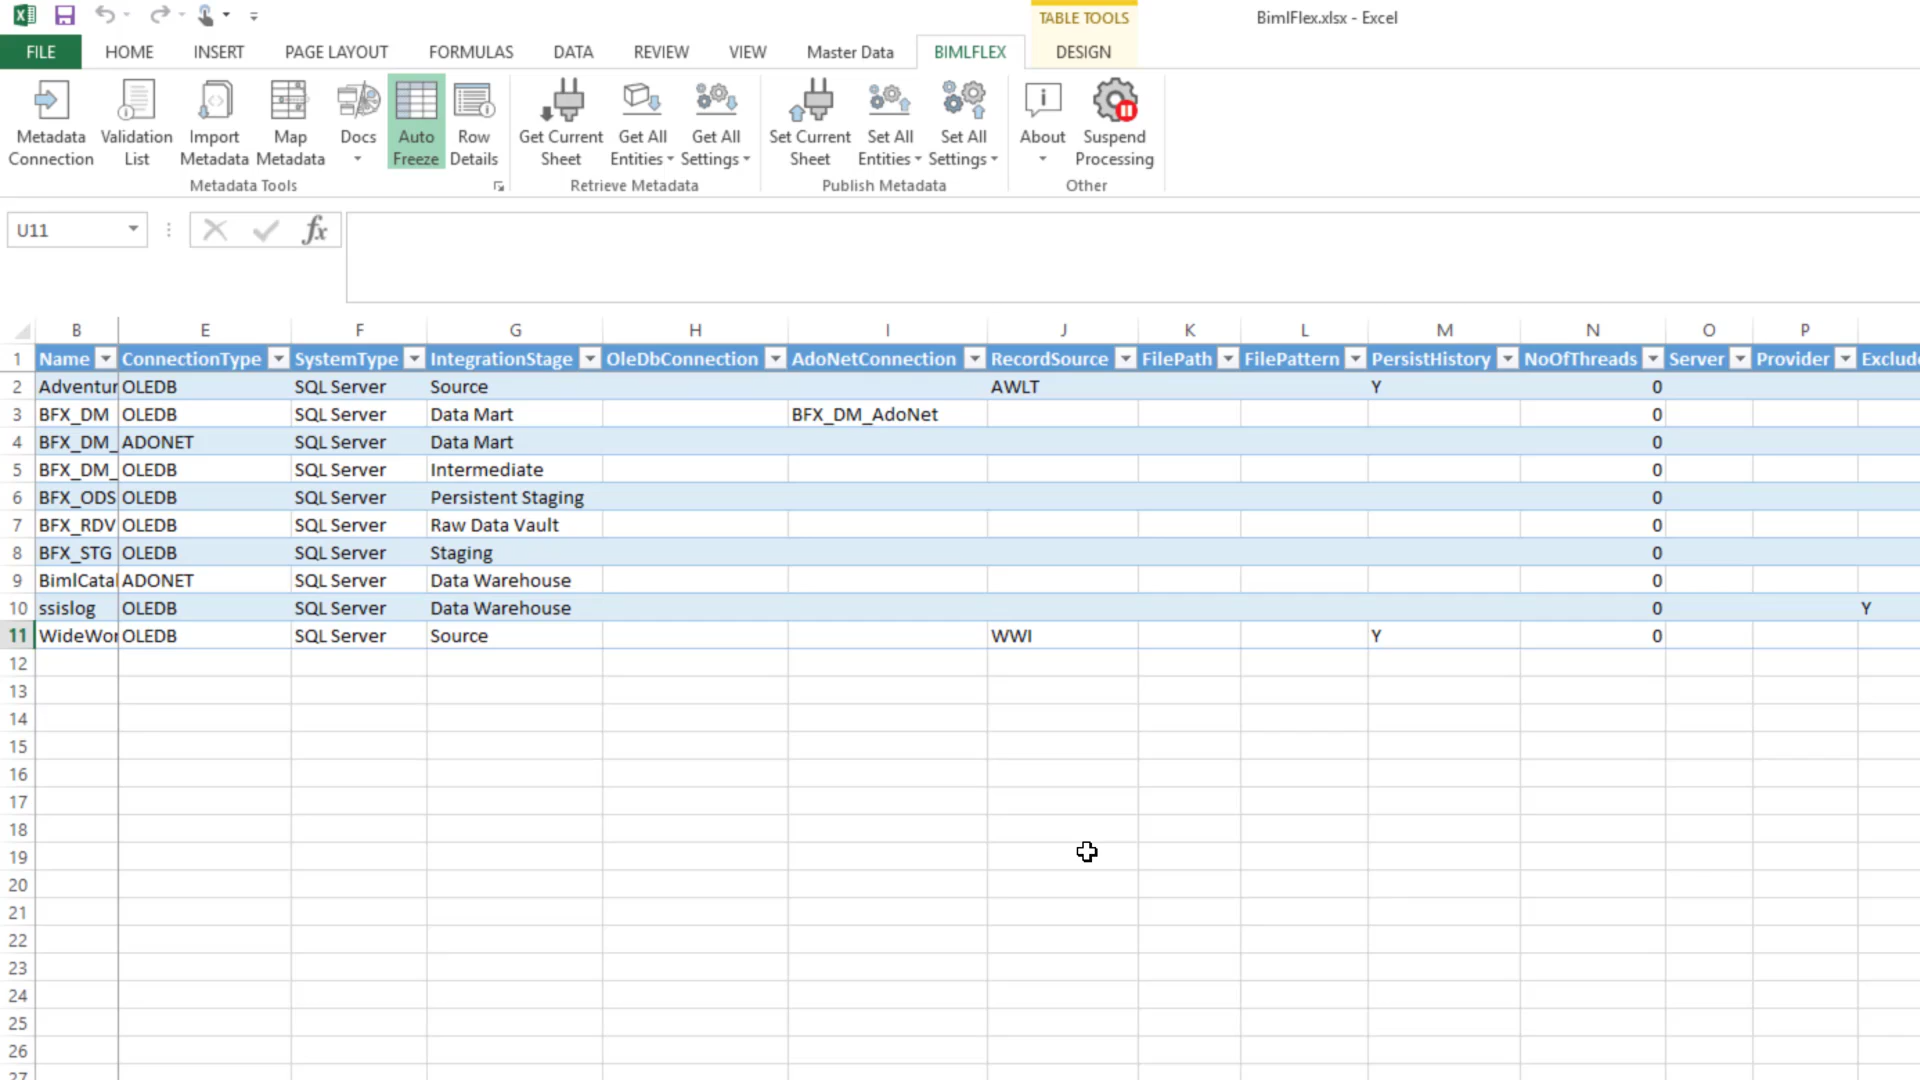 TABLE TOOLS
BimlFlex.xlsx - Excel
FILE HOME INSERT PAGE LAYOUT FORMULAS DATA REVIEW VIEW Master Data BIMLFLEX DESIGN
Metadata Connection Validation List Import Metadata Map Metadata Docs Auto Freeze Row Details Get Current Sheet Get All Entities Get All Settings Set Current Sheet Set All Entities Set All Settings About Suspend Processing
Metadata Tools Retrieve Metadata Publish Metadata Other
U11 fx
B E F G H I J K L M N O P
1 Name ConnectionType SystemType IntegrationStage OleDbConnection AdoNetConnection RecordSource FilePath FilePattern PersistHistory NoOfThreads Server Provider Exclude
2 Adventur OLEDB SQL Server Source AWLT Y 0
3 BFX_DM OLEDB SQL Server Data Mart BFX_DM_AdoNet 0
4 BFX_DM_ ADONET SQL Server Data Mart 0
5 BFX_DM_ OLEDB SQL Server Intermediate 0
6 BFX_ODS OLEDB SQL Server Persistent Staging 0
7 BFX_RDV OLEDB SQL Server Raw Data Vault 0
8 BFX_STG OLEDB SQL Server Staging 0
9 BimlCatal ADONET SQL Server Data Warehouse 0
10 ssislog OLEDB SQL Server Data Warehouse 0 Y
11 WideWor OLEDB SQL Server Source WWI Y 0
12
13
14
15
16
17
18
19
20
21
22
23
24
25
26
27